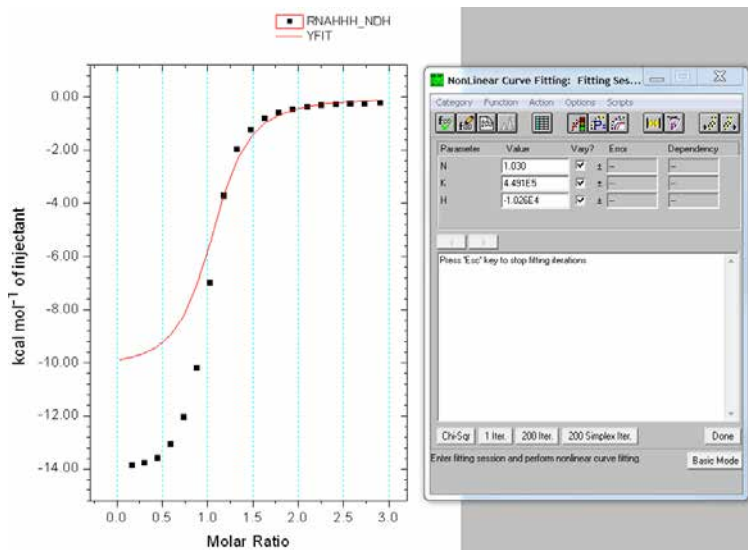 RNAHHH_NDH
YFIT
0.00
-2.00
-4.00
-6.00
-8.00
-10.00
-12.00
-14.00
kcal mol⁻¹ of injectant
0.0 0.5 1.0 1.5 2.0 2.5 3.0
Molar Ratio
NonLinear Curve Fitting: Fitting Ses...
Category Function Action Options Scripts
Parameter Value Vary? Error Dependency
N 1.030 ± --- ---
K 4.491E5 ± --- ---
H -1.026E4 ± --- ---
Press 'Esc' key to stop fitting iterations
Chi-Sqr 1 Iter. 200 Iter. 200 Simplex Iter. Done
Enter fitting session and perform nonlinear curve fitting. Basic Mode